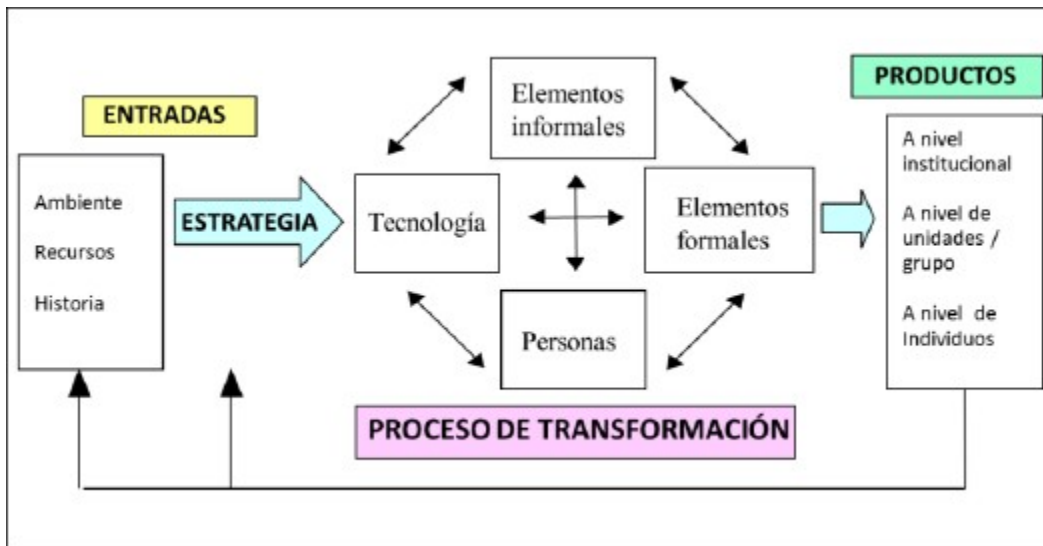 ENTRADAS
Ambiente
Recursos
Historia
ESTRATEGIA
Elementos
informales
Tecnología
Elementos
formales
Personas
PROCESO DE TRANSFORMACIÓN
PRODUCTOS
A nivel
institucional
A nivel de
unidades /
grupo
A nivel de
Individuos